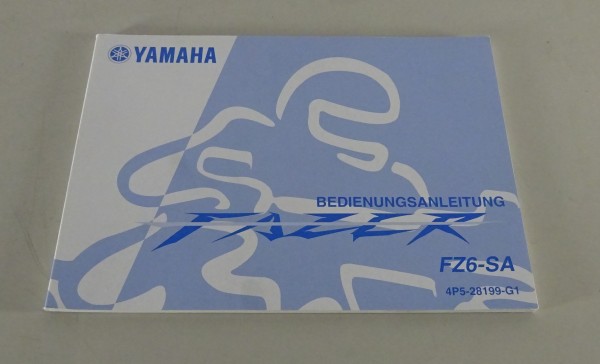 YAMAHA
BEDIENUNGSANLEITUNG
FAZER
FZ6-SA
4P5-28199-G1